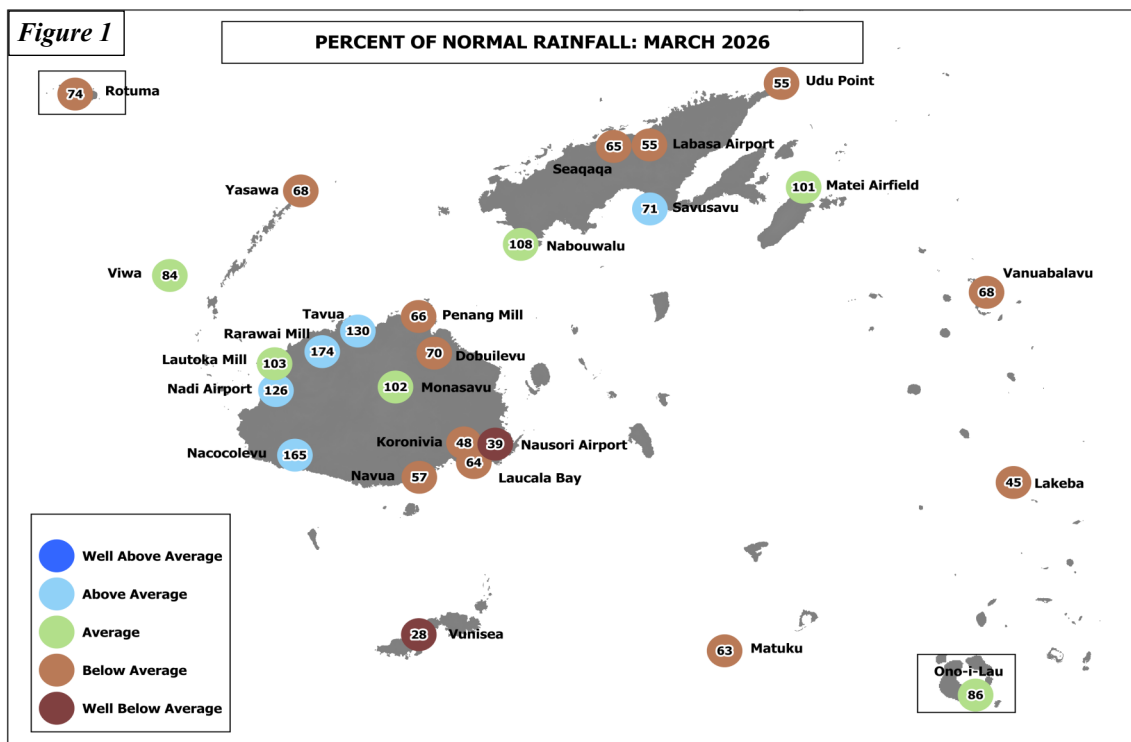 Figure 1
PERCENT OF NORMAL RAINFALL: MARCH 2026
74 Rotuma
55 Udu Point
65 Seaqaqa
55 Labasa Airport
101 Matei Airfield
68 Yasawa
71 Savusavu
108 Nabouwalu
84 Viwa
68 Vanuabalavu
66 Penang Mill
130 Tavua
174 Rarawai Mill
70 Dobuilevu
103 Lautoka Mill
126 Nadi Airport
102 Monasavu
48 Koronivia
39 Nausori Airport
64 Laucala Bay
165 Nacocolevu
57 Navua
45 Lakeba
28 Vunisea
63 Matuku
Ono-i-Lau
86
Well Above Average
Above Average
Average
Below Average
Well Below Average